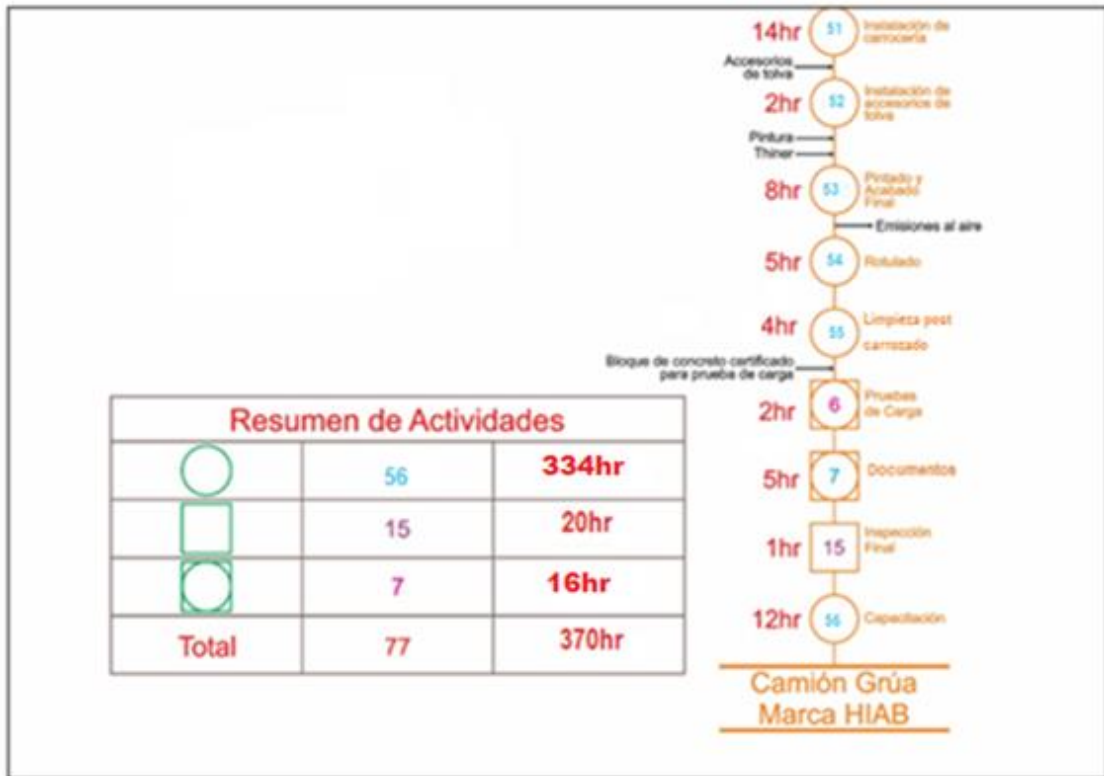 14hr
51
Instalación de
carrocería
Accesorios
de tolva
2hr
52
Instalación de
accesorios de
tolva
Pintura
Thiner
8hr
53
Pintado y
Acabado
Final
Emisiones al aire
5hr
54
Rotulado
4hr
55
Limpieza post
carrozado
Bloque de concreto certificado
para prueba de carga
2hr
6
Pruebas
de Carga
5hr
7
Documentos
1hr
15
Inspección
Final
12hr
56
Capacitación
Camión Grúa
Marca HIAB
Resumen de Actividades
56
334hr
15
20hr
7
16hr
Total
77
370hr